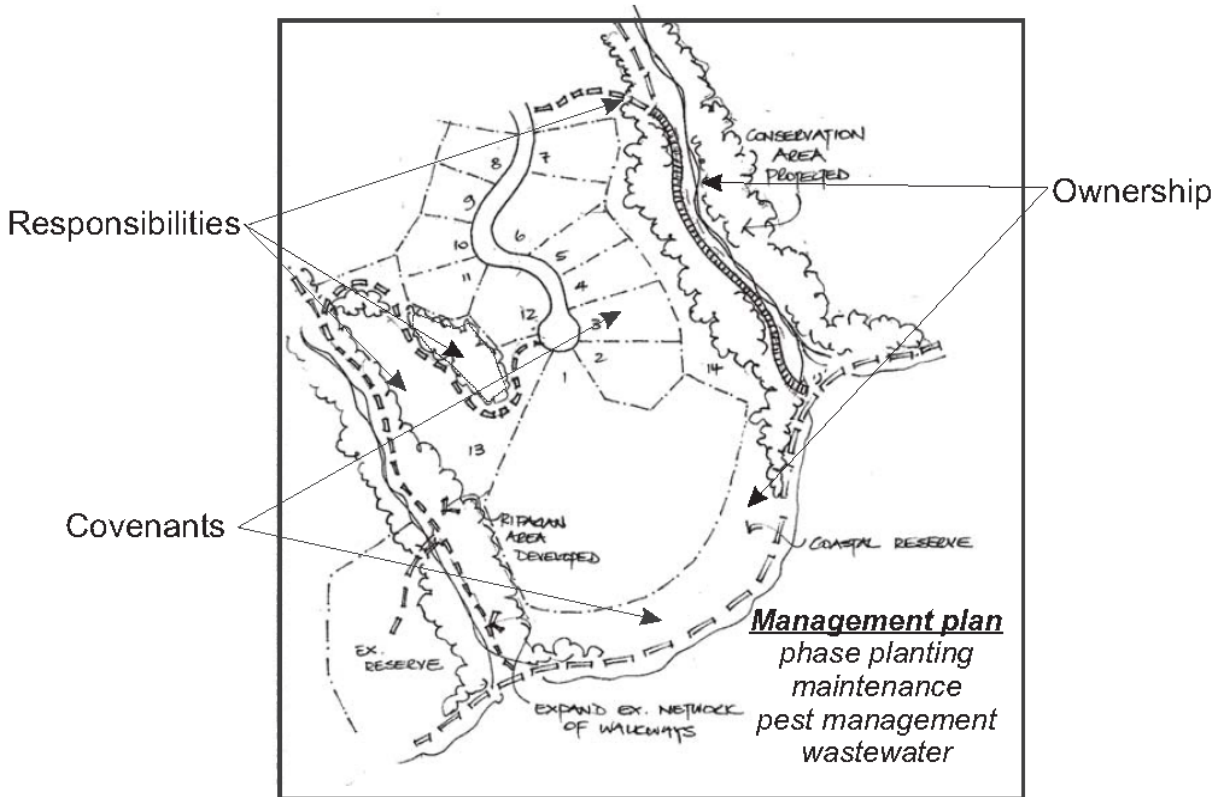 CONSERVATION
AREA
PROTECTED
Ownership
Responsibilities
8
7
9
10
6
5
11
4
12
3
2
1
14
13
Covenants
RIPARIAN
AREA
DEVELOPED
COASTAL RESERVE
EX.
RESERVE
EXPAND EX. NETWORK
OF WALKWAYS
Management plan
phase planting
maintenance
pest management
wastewater